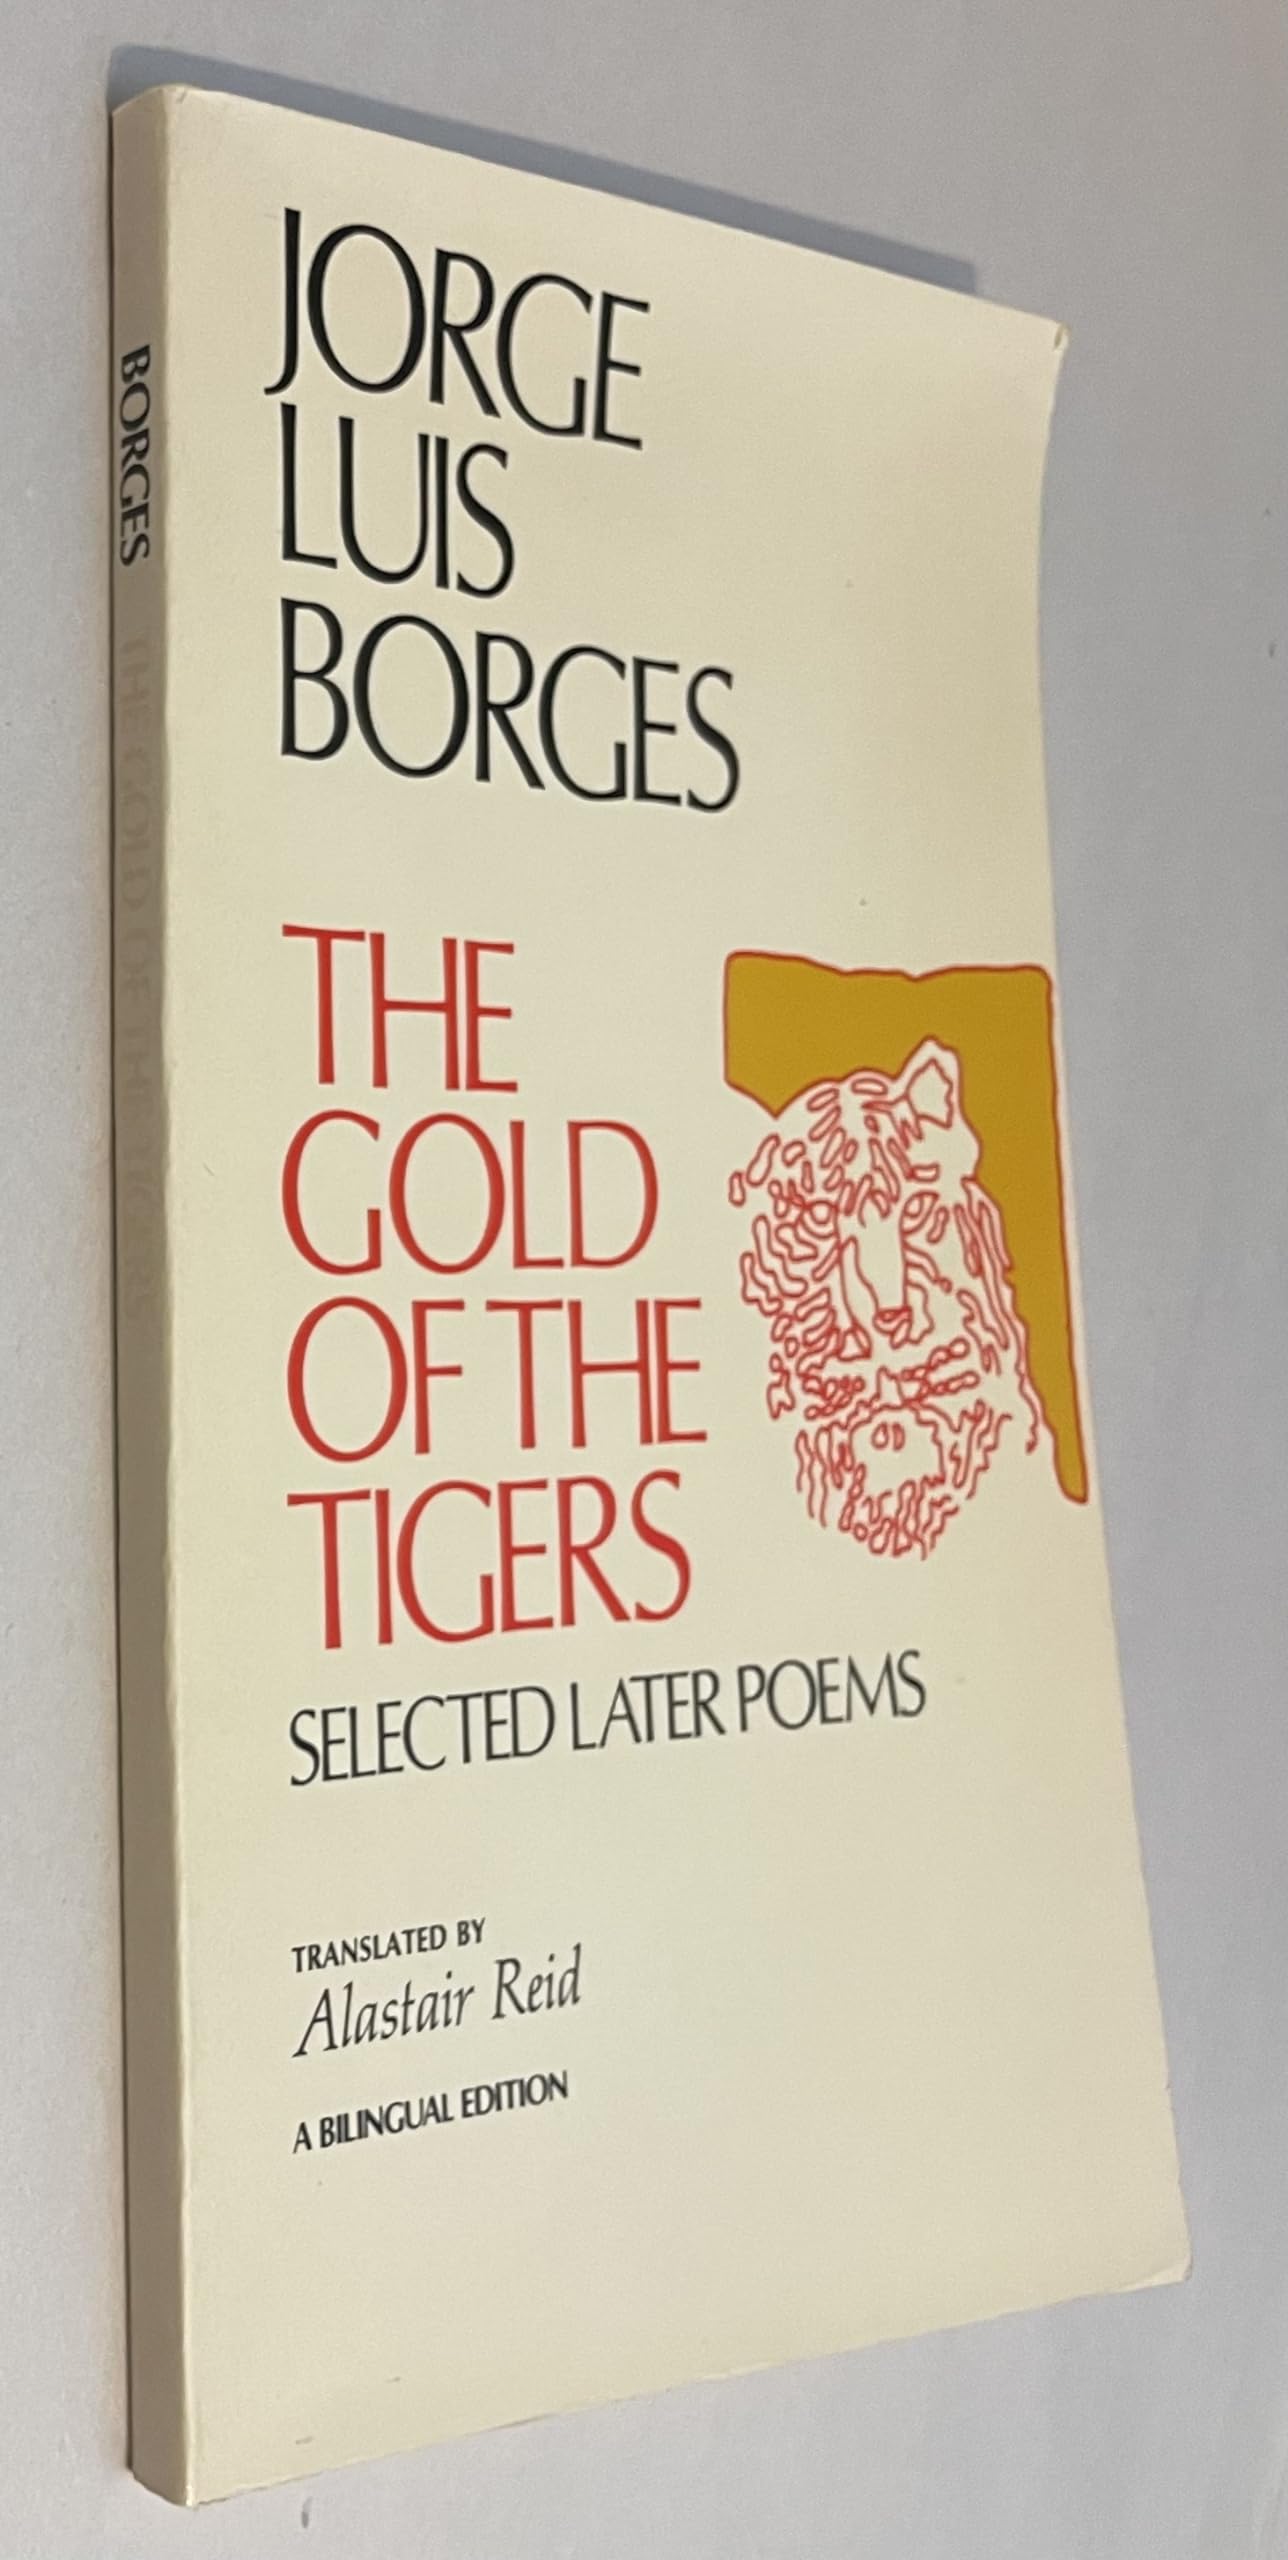 JORGE
LUIS
BORGES
THE
GOLD
OF THE
TIGERS
SELECTED LATER POEMS
TRANSLATED BY
Alastair Reid
A BILINGUAL EDITION
BORGES THE GOLD OF THE TIGERS